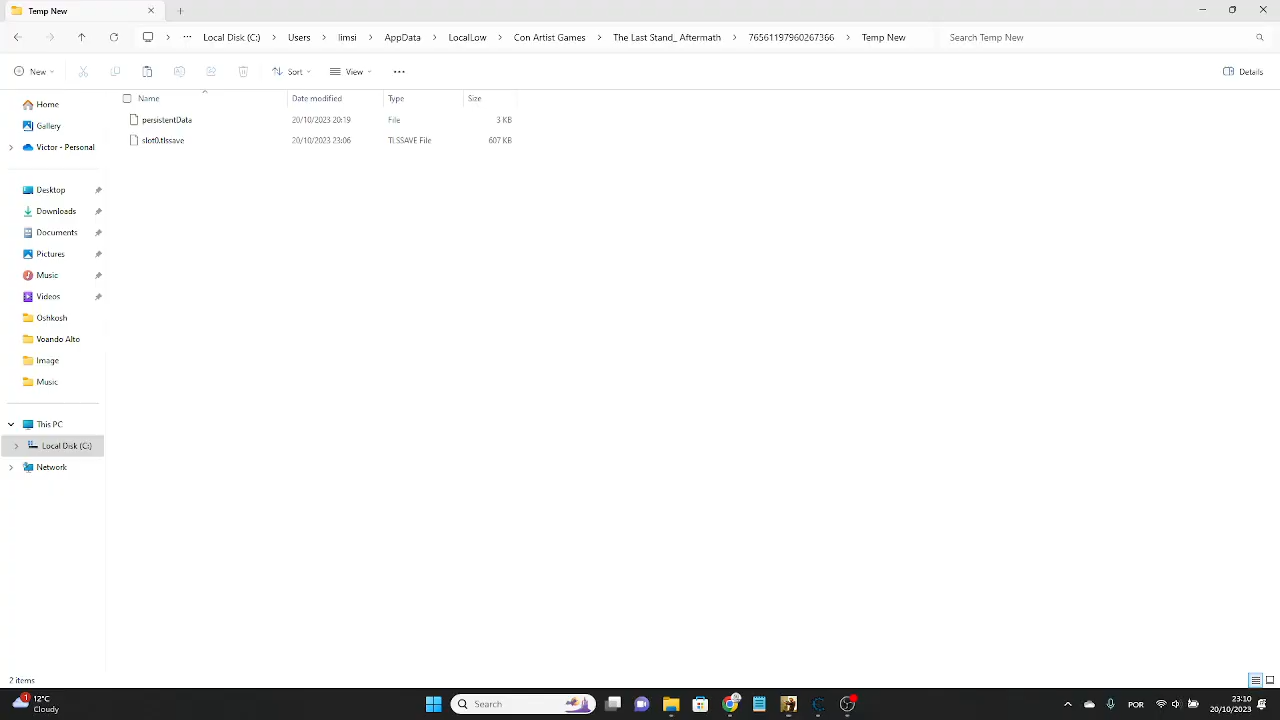 Temp New
Local Disk (C:) > Users > limsi > AppData > LocalLow > Con Artist Games > The Last Stand_ Aftermath > 76561197960267366 > Temp New
Search Temp New
New
Sort
View
Details
Name Date modified Type Size
persistentData 20/10/2023 20:19 File 3 KB
slot0.tlssave 20/10/2023 23:06 TLSSAVE File 607 KB
Home
Gallery
Victor - Personal
Desktop
Downloads
Documents
Pictures
Music
Videos
Oshkosh
Voando Alto
Image
Music
This PC
Local Disk (C:)
Network
2 items
1
12°C
Cloudy
Search
POR
23:10
20/10/2023